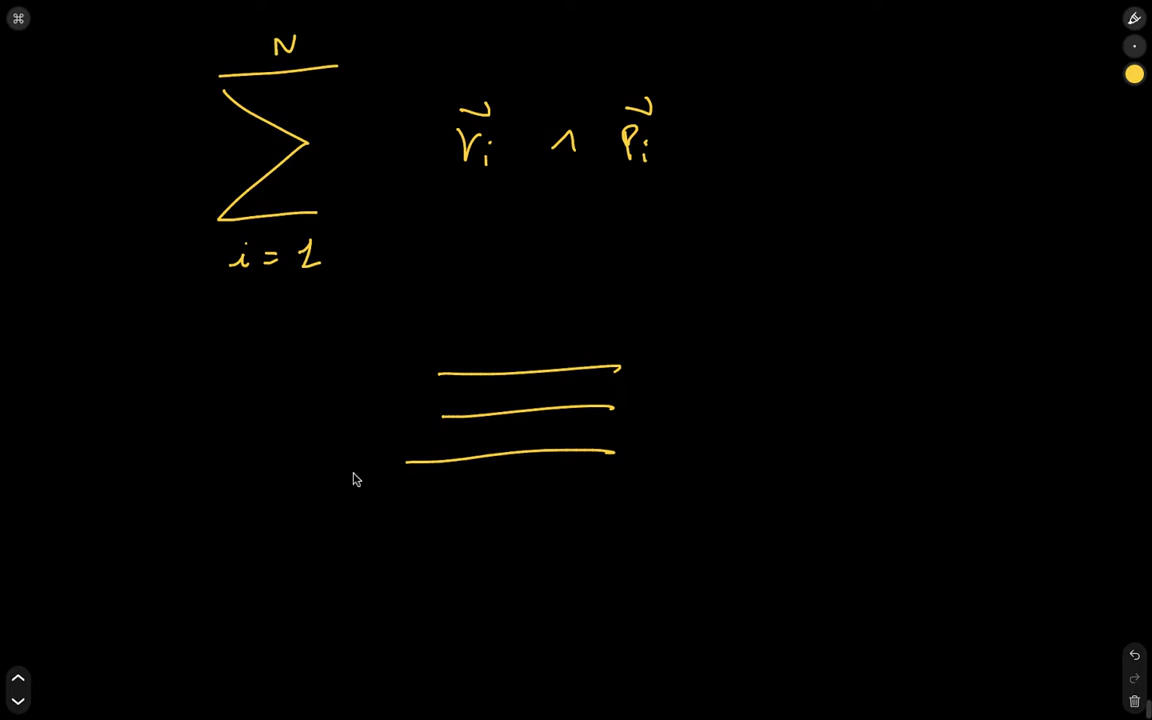 N
∑ r⃗ᵢ ∧ p⃗ᵢ
i = 1